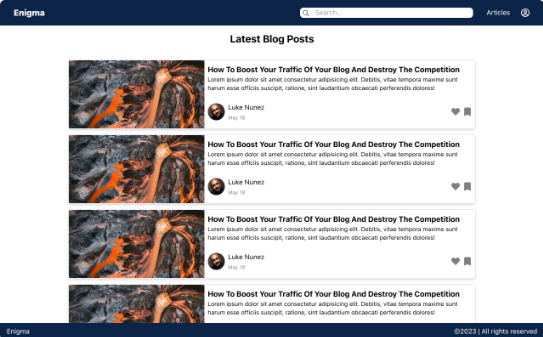 Enigma
Search...
Articles
Latest Blog Posts
How To Boost Your Traffic Of Your Blog And Destroy The Competition
Lorem ipsum dolor sit amet consectetur adipisicing elit. Debitis, vitae tempora maxime sunt
harum esse officiis suscipit, ratione, sint laudantium obcaecati perferendis dolores!
Luke Nunez
May 18
How To Boost Your Traffic Of Your Blog And Destroy The Competition
Lorem ipsum dolor sit amet consectetur adipisicing elit. Debitis, vitae tempora maxime sunt
harum esse officiis suscipit, ratione, sint laudantium obcaecati perferendis dolores!
Luke Nunez
May 18
How To Boost Your Traffic Of Your Blog And Destroy The Competition
Lorem ipsum dolor sit amet consectetur adipisicing elit. Debitis, vitae tempora maxime sunt
harum esse officiis suscipit, ratione, sint laudantium obcaecati perferendis dolores!
Luke Nunez
May 18
How To Boost Your Traffic Of Your Blog And Destroy The Competition
Lorem ipsum dolor sit amet consectetur adipisicing elit. Debitis, vitae tempora maxime sunt
harum esse officiis suscipit, ratione, sint laudantium obcaecati perferendis dolores!
Enigma
©2023 | All rights reserved